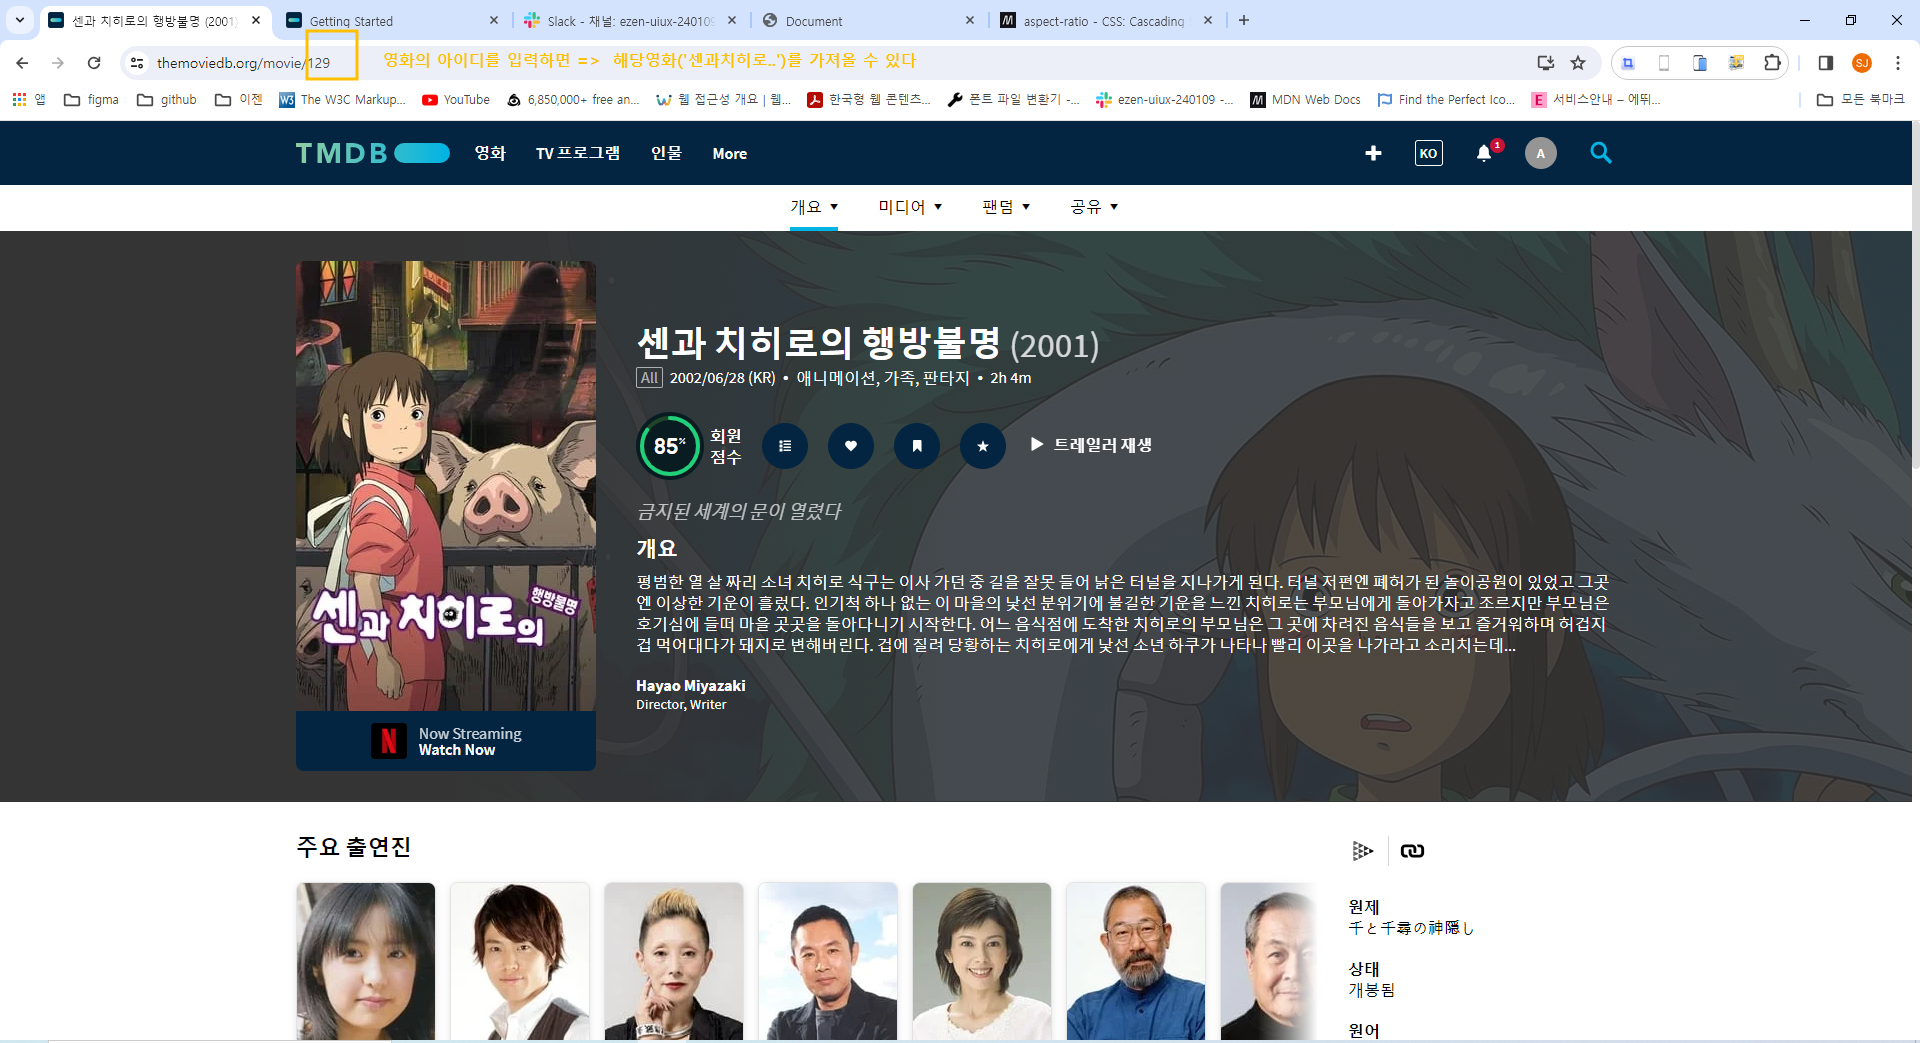 센과 치히로의 행방불명 (2001)
Getting Started
Slack - 채널: ezen-uiux-240109
Document
aspect-ratio - CSS: Cascading
themoviedb.org/movie/129
영화의 아이디를 입력하면 => 해당영화('센과치히로..')를 가져올 수 있다
SJ
앱
figma
github
이젠
W3
The W3C Markup...
YouTube
6,850,000+ free an...
웹 접근성 개요 | 웹...
한국형 웹 콘텐츠...
폰트 파일 변환기 -...
ezen-uiux-240109 -...
MDN Web Docs
Find the Perfect Ico...
E
서비스안내 – 에뛰...
모든 북마크
TMDB
영화
TV 프로그램
인물
More
KO
1
A
개요
미디어
팬덤
공유
센과 치히로의 행방불명
센과 치히로의 행방불명 (2001)
All 2002/06/28 (KR) • 애니메이션, 가족, 판타지 • 2h 4m
85%
회원
점수
트레일러 재생
금지된 세계의 문이 열렸다
개요
평범한 열 살 짜리 소녀 치히로 식구는 이사 가던 중 길을 잘못 들어 낡은 터널을 지나가게 된다. 터널 저편엔 폐허가 된 놀이공원이 있었고 그곳
엔 이상한 기운이 흘렀다. 인기척 하나 없는 이 마을의 낯선 분위기에 불길한 기운을 느낀 치히로는 부모님에게 돌아가자고 조르지만 부모님은
호기심에 들떠 마을 곳곳을 돌아다니기 시작한다. 어느 음식점에 도착한 치히로의 부모님은 그 곳에 차려진 음식들을 보고 즐거워하며 허겁지
겁 먹어대다가 돼지로 변해버린다. 겁에 질려 당황하는 치히로에게 낯선 소년 하쿠가 나타나 빨리 이곳을 나가라고 소리치는데...
Hayao Miyazaki
Director, Writer
N
Now Streaming
Watch Now
주요 출연진
원제
千と千尋の神隠し
상태
개봉됨
원어